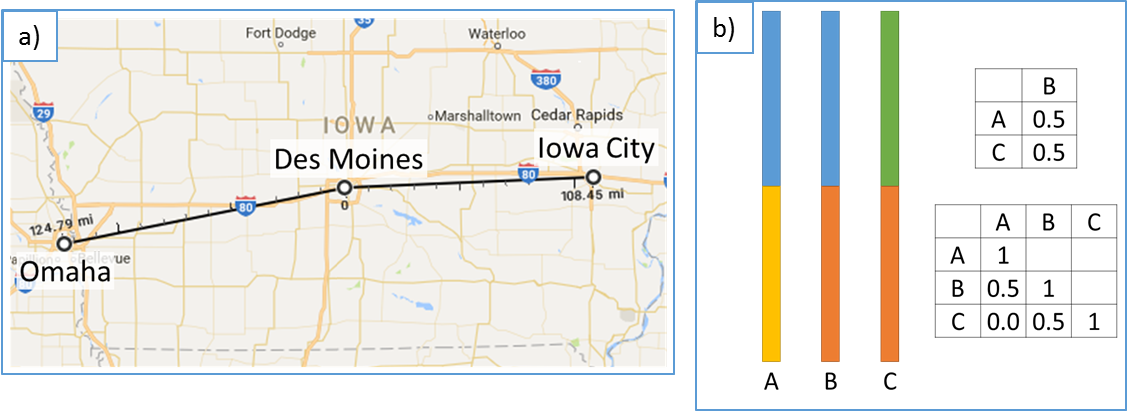 a)
35
Fort Dodge
Waterloo
380
29
IOWA
Marshalltown
Cedar Rapids
Des Moines
Iowa City
80
108.45 mi
0
80
124.79 mi
Bellevue
Omaha
b)
B
A 0.5
C 0.5
A B C
A 1
B 0.5 1
C 0.0 0.5 1
A B C